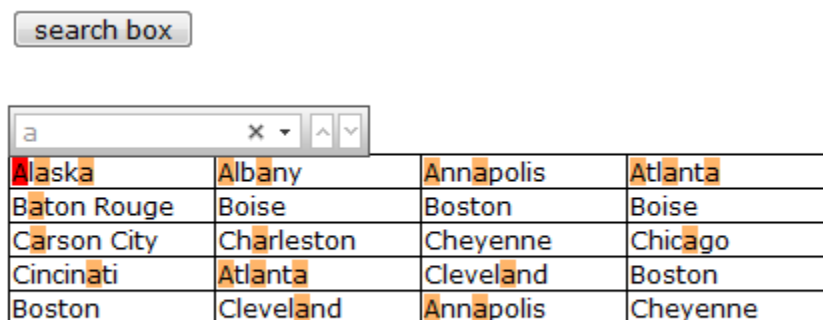 search box
a
Alaska Albany Annapolis Atlanta
Baton Rouge Boise Boston Boise
Carson City Charleston Cheyenne Chicago
Cincinati Atlanta Cleveland Boston
Boston Cleveland Annapolis Cheyenne